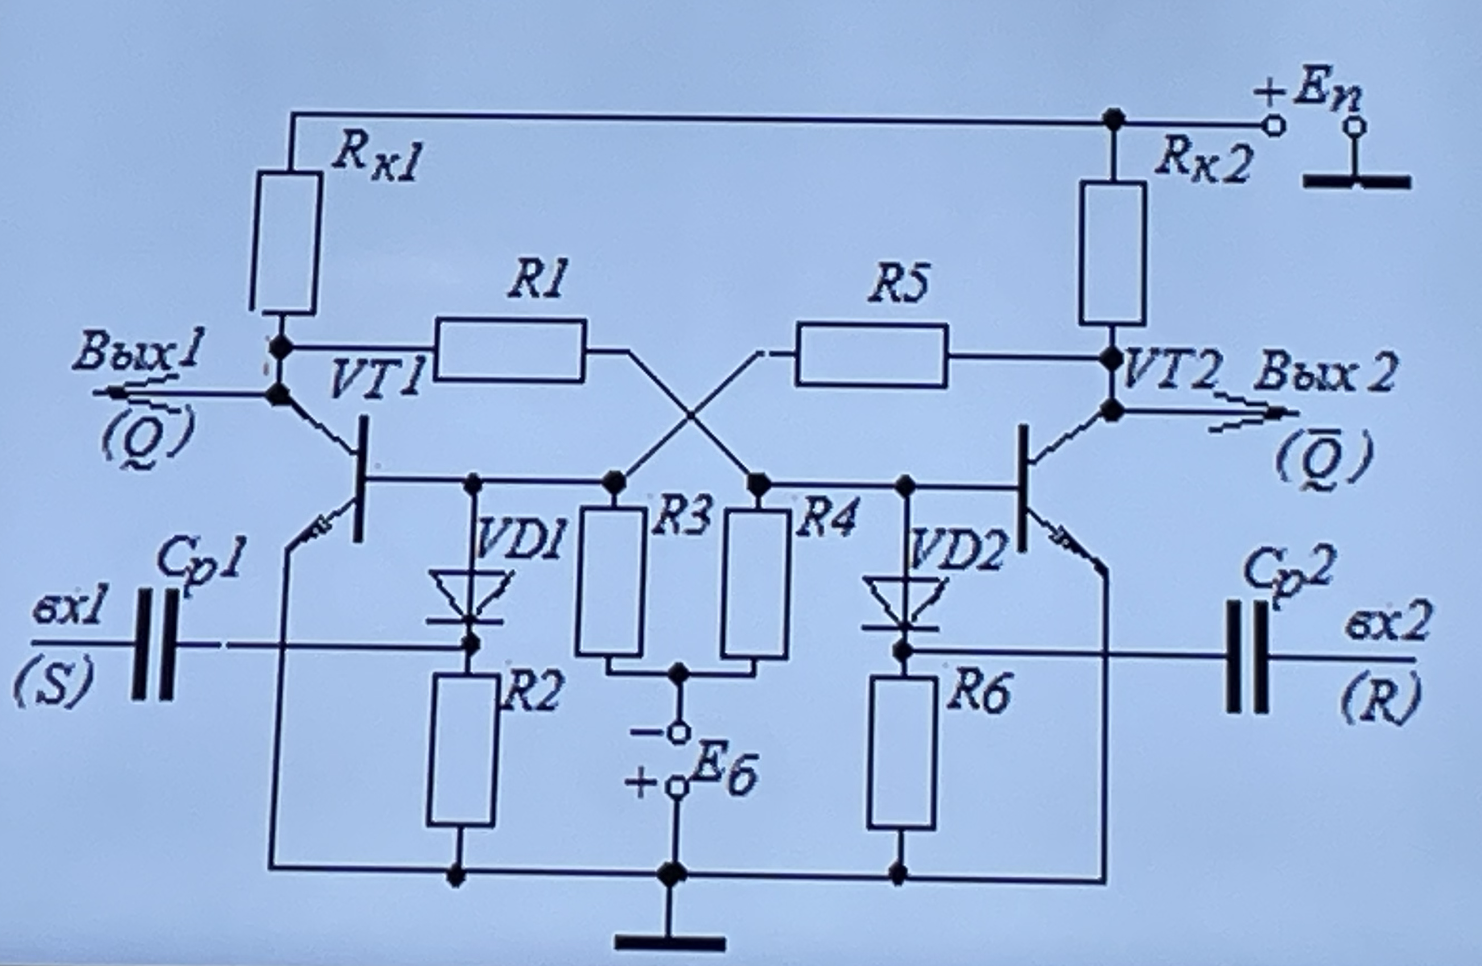 +Eп
Rк1
Rк2
R1
R5
Вых1
VT1
VT2
Вых 2
(Q)
(Q̅)
R3
R4
VD1
VD2
Cр1
Cр2
вх1
вх2
(S)
R2
R6
(R)
−
+
Eб